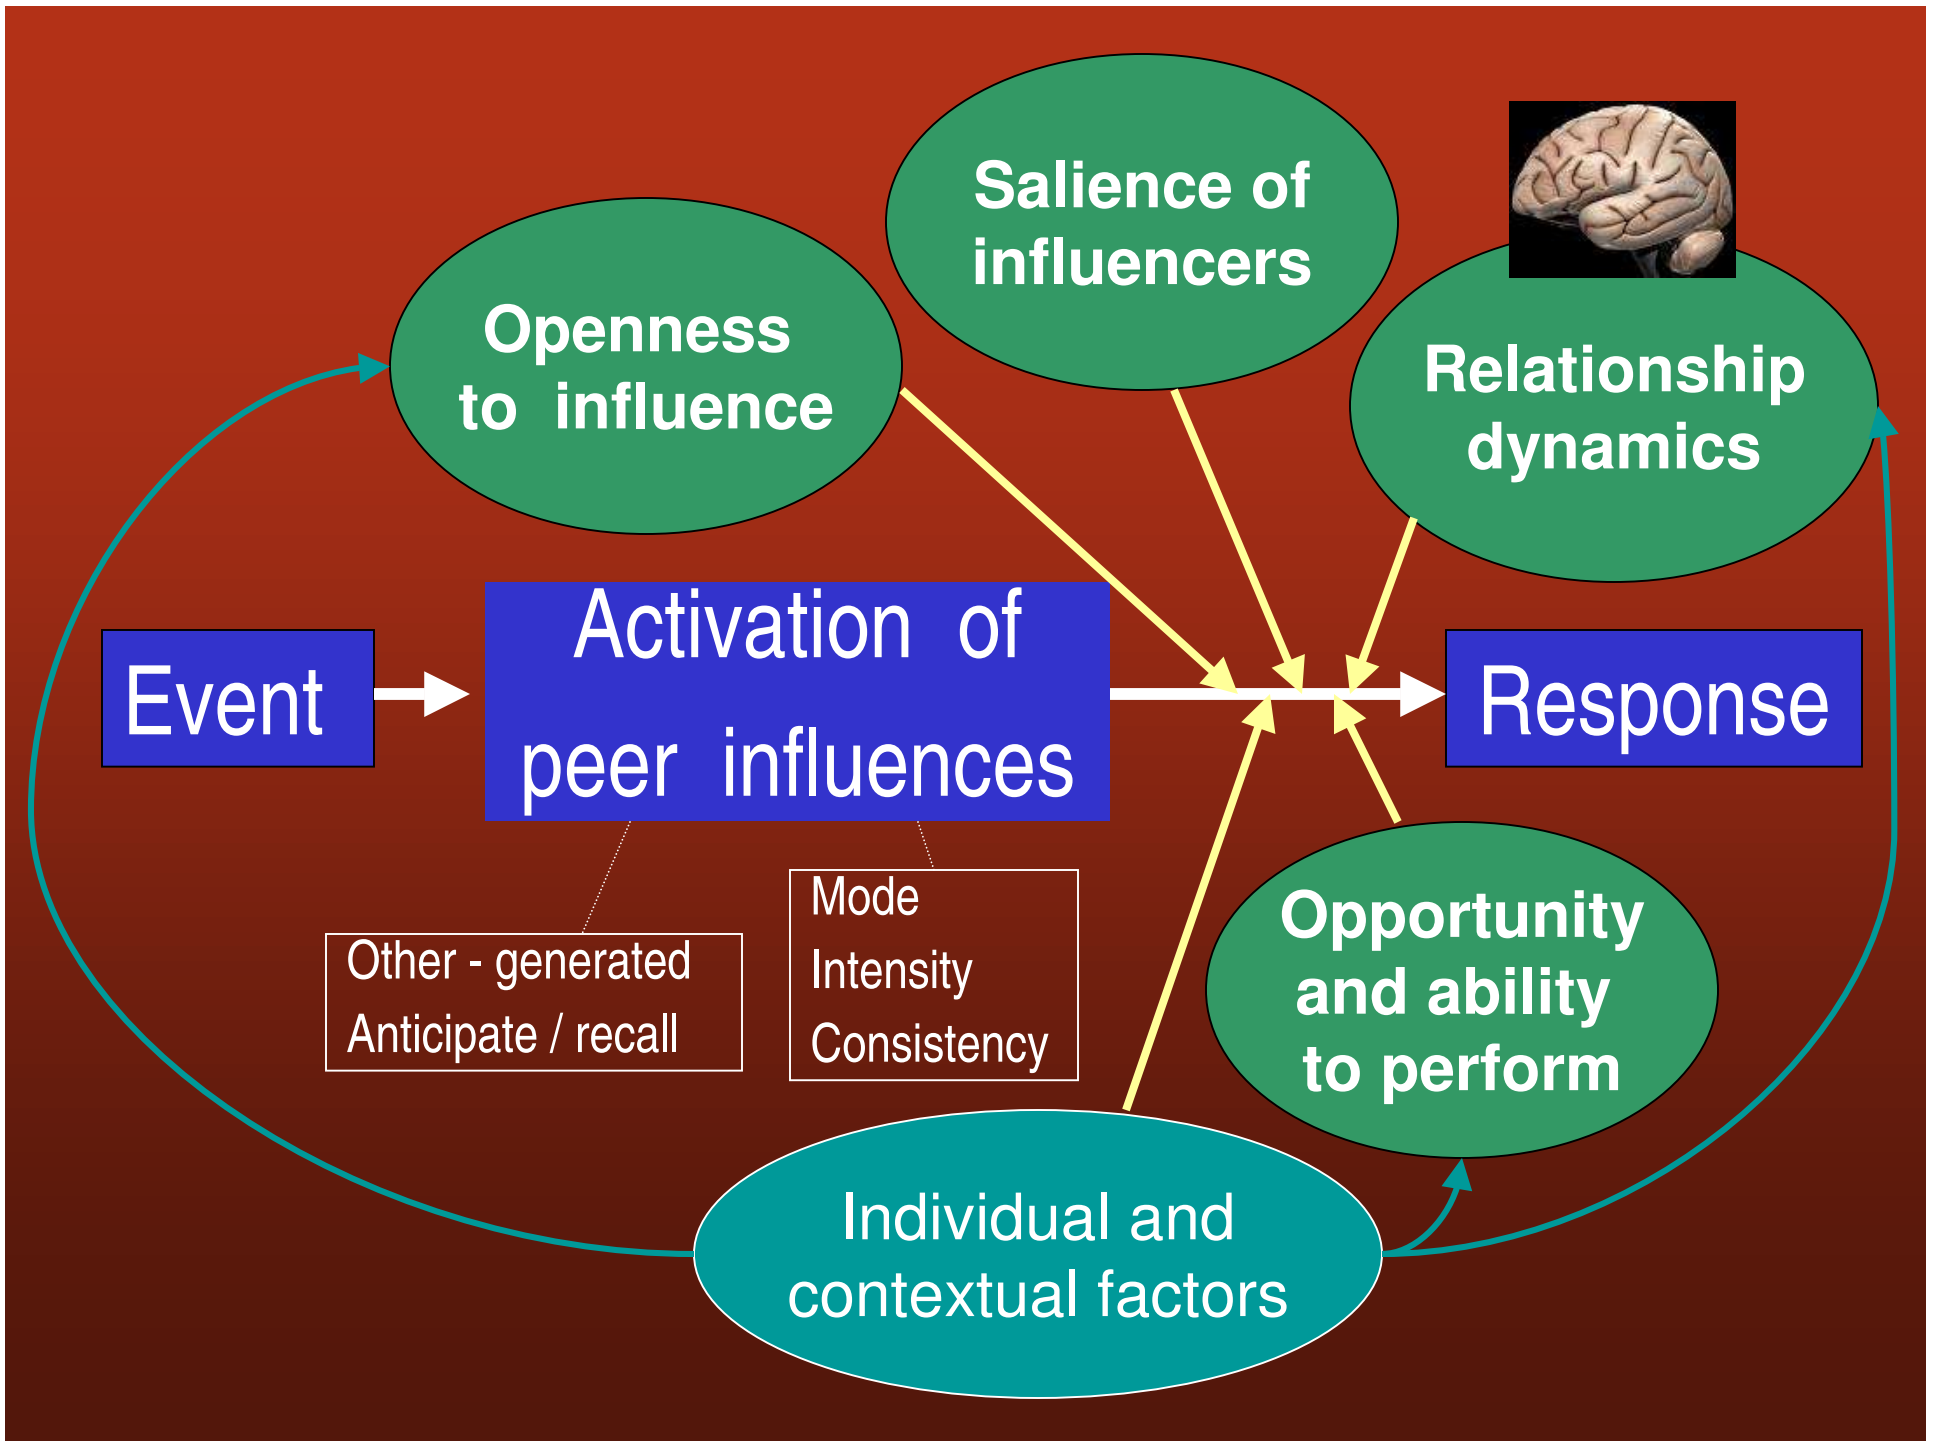 Salience of
influencers
Openness
to influence
Relationship
dynamics
Event
Activation of
peer influences
Response
Other - generated
Anticipate / recall
Mode
Intensity
Consistency
Opportunity
and ability
to perform
Individual and
contextual factors